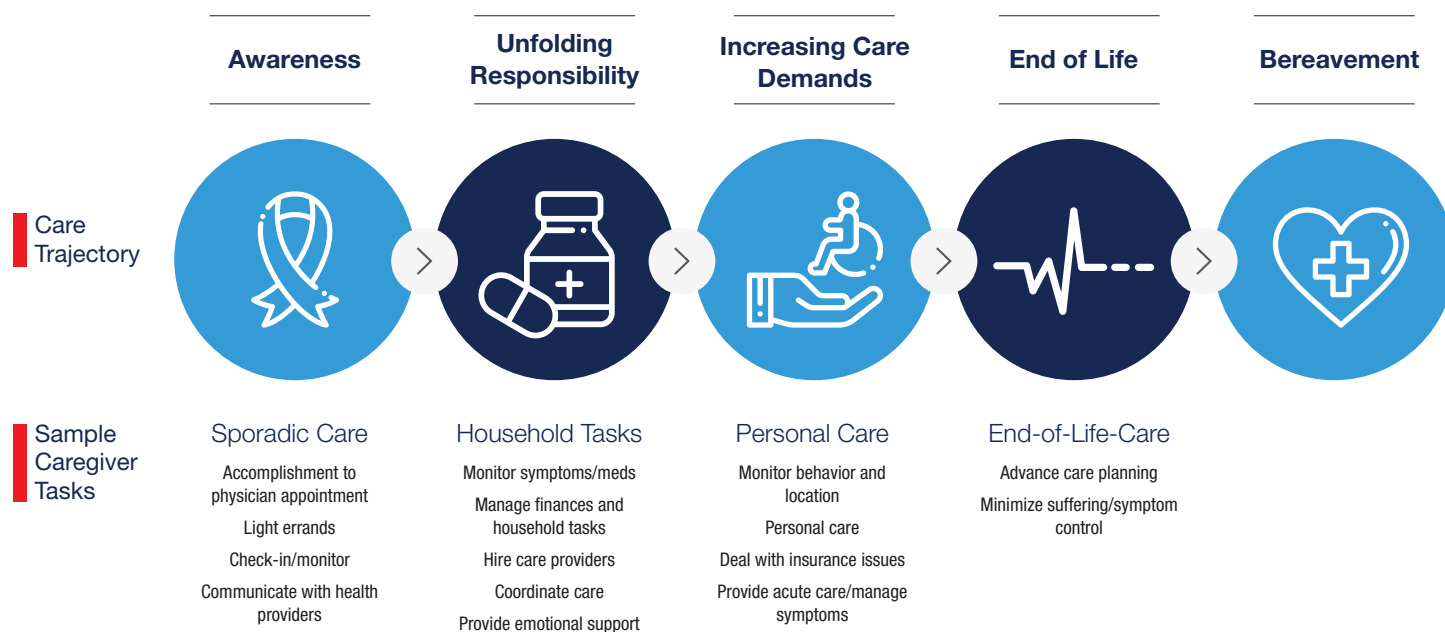 Awareness
Unfolding
Responsibility
Increasing Care
Demands
End of Life
Bereavement
Care
Trajectory
Sample
Caregiver
Tasks
Sporadic Care
Accomplishment to
physician appointment
Light errands
Check-in/monitor
Communicate with health
providers
Household Tasks
Monitor symptoms/meds
Manage finances and
household tasks
Hire care providers
Coordinate care
Provide emotional support
Personal Care
Monitor behavior and
location
Personal care
Deal with insurance issues
Provide acute care/manage
symptoms
End-of-Life-Care
Advance care planning
Minimize suffering/symptom
control